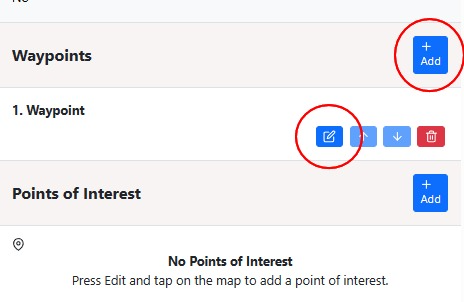 No
Waypoints
+
Add
1. Waypoint
Points of Interest
+
Add
No Points of Interest
Press Edit and tap on the map to add a point of interest.